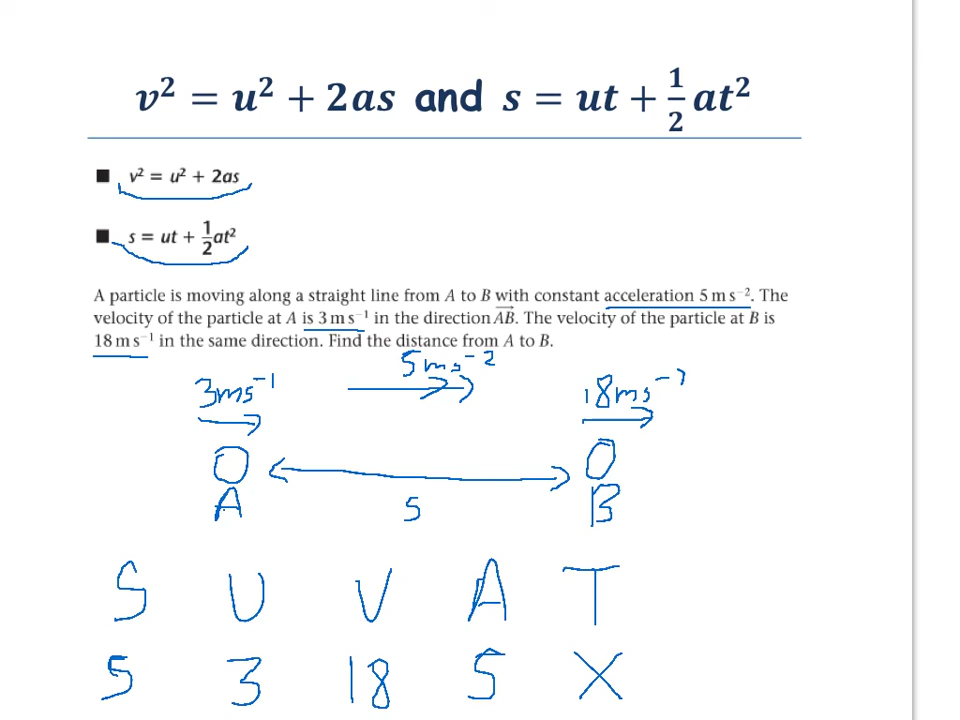 v² = u² + 2as and s = ut + ½at²
■ v² = u² + 2as
■ s = ut + ½at²
A particle is moving along a straight line from A to B with constant acceleration 5 m s⁻². The
velocity of the particle at A is 3 m s⁻¹ in the direction A⃗B⃗. The velocity of the particle at B is
18 m s⁻¹ in the same direction. Find the distance from A to B.
3ms⁻¹ 5ms⁻² 18ms⁻¹
A S B
S U V A T
S 3 18 5 X